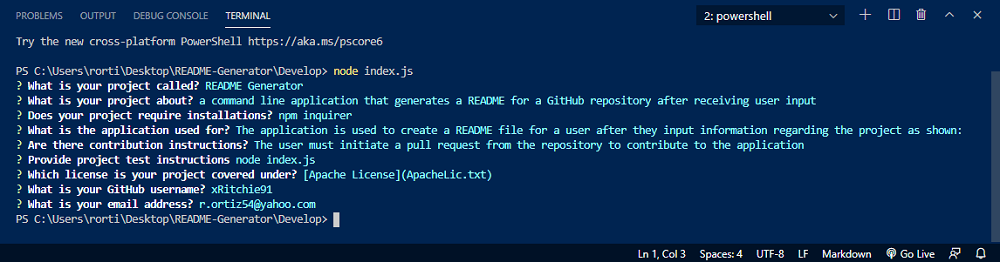 PROBLEMS OUTPUT DEBUG CONSOLE TERMINAL 2: powershell
Try the new cross-platform PowerShell https://aka.ms/pscore6
PS C:\Users\rorti\Desktop\README-Generator\Develop> node index.js
? What is your project called? README Generator
? What is your project about? a command line application that generates a README for a GitHub repository after receiving user input
? Does your project require installations? npm inquirer
? What is the application used for? The application is used to create a README file for a user after they input information regarding the project as shown:
? Are there contribution instructions? The user must initiate a pull request from the repository to contribute to the application
? Provide project test instructions node index.js
? Which license is your project covered under? [Apache License](ApacheLic.txt)
? What is your GitHub username? xRitchie91
? What is your email address? r.ortiz54@yahoo.com
PS C:\Users\rorti\Desktop\README-Generator\Develop>
Ln 1, Col 3 Spaces: 4 UTF-8 LF Markdown Go Live